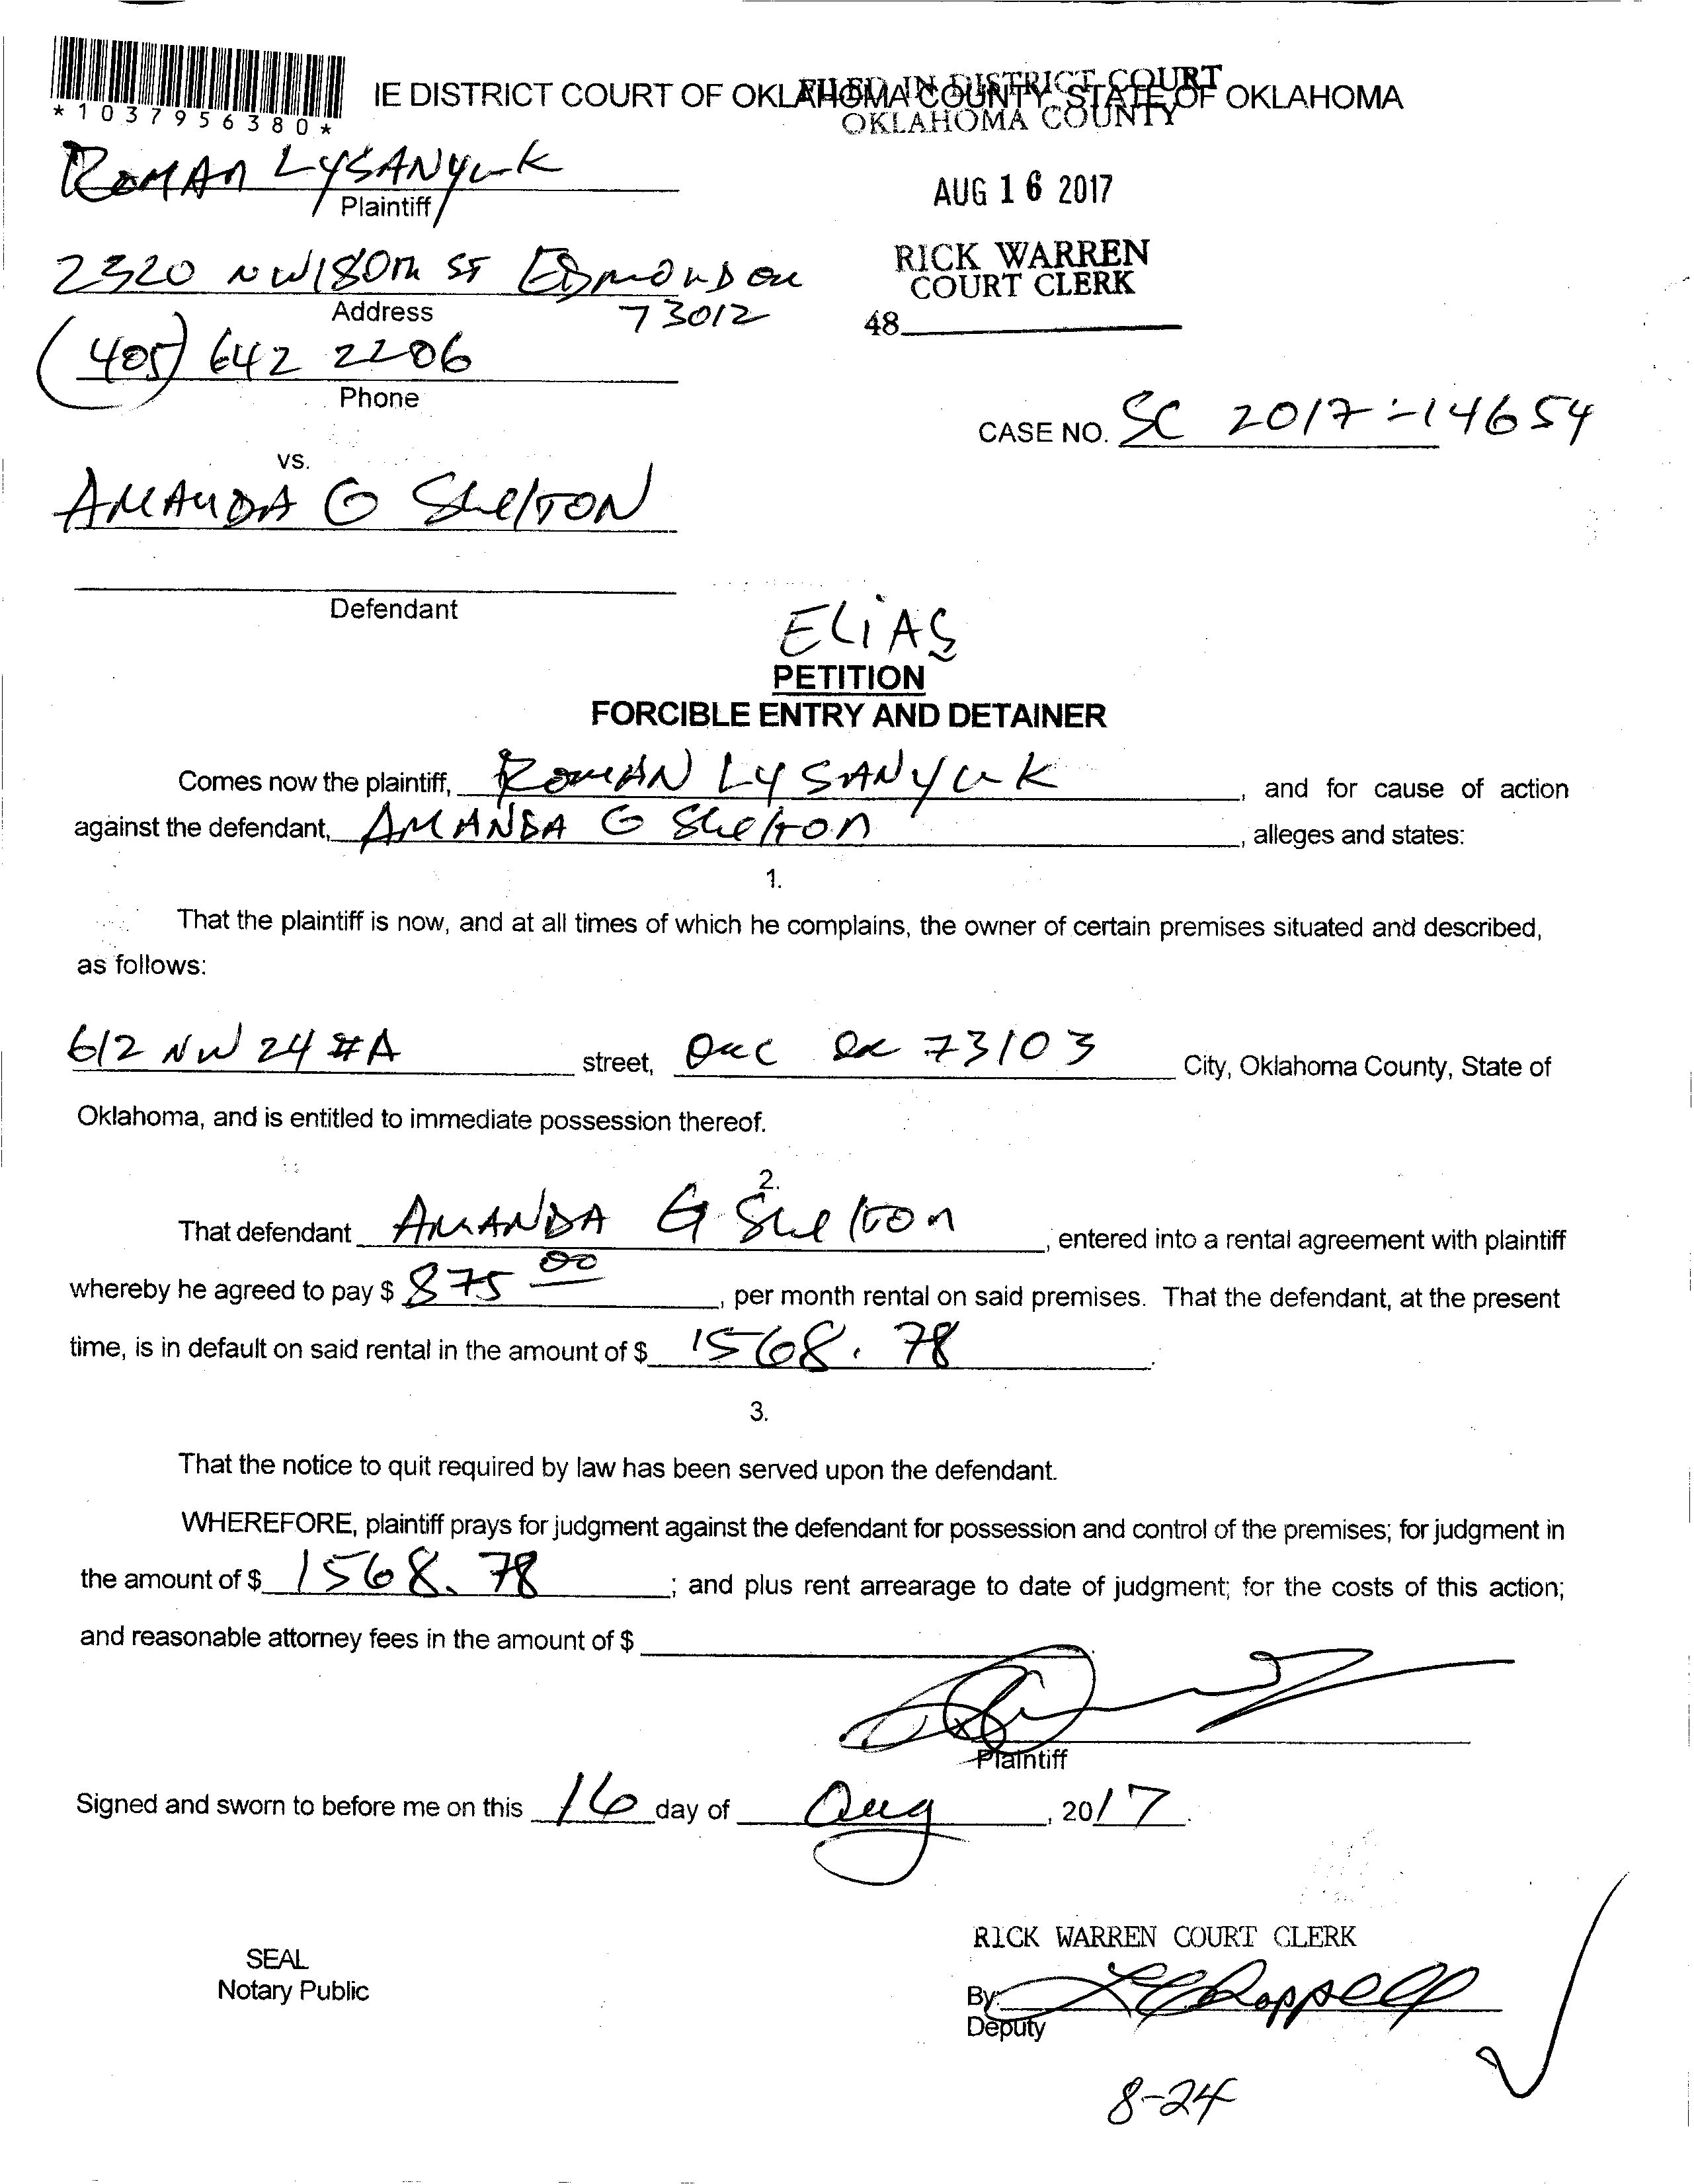 *1037956380*
IE DISTRICT COURT OF OKLAHOMA COUNTY, STATE OF OKLAHOMA
FILED IN DISTRICT COURT
OKLAHOMA COUNTY
ROMAN LYSANYUK
Plaintiff
AUG 16 2017
2320 NW 180TH ST EDMOND OK
73012
Address
RICK WARREN
COURT CLERK
48
(405) 642 2206
Phone
CASE NO. SC 2017-14654
vs.
AMANDA G SHelTON
Defendant
ELiAS
PETITION
FORCIBLE ENTRY AND DETAINER
Comes now the plaintiff, ROMAN LYSANYUK, and for cause of action
against the defendant, AMANDA G SHelTon, alleges and states:
1.
That the plaintiff is now, and at all times of which he complains, the owner of certain premises situated and described,
as follows:
612 NW 24 #A street, OKC OK 73103 City, Oklahoma County, State of
Oklahoma, and is entitled to immediate possession thereof.
2.
That defendant AMANDA G SHelTon, entered into a rental agreement with plaintiff
whereby he agreed to pay $ 875 00, per month rental on said premises. That the defendant, at the present
time, is in default on said rental in the amount of $ 1568.78.
3.
That the notice to quit required by law has been served upon the defendant.
WHEREFORE, plaintiff prays for judgment against the defendant for possession and control of the premises; for judgment in
the amount of $ 1568.78; and plus rent arrearage to date of judgment; for the costs of this action;
and reasonable attorney fees in the amount of $
X
Plaintiff
Signed and sworn to before me on this 16 day of Aug, 2017.
RICK WARREN COURT CLERK
SEAL
Notary Public
By:
Deputy
8-24